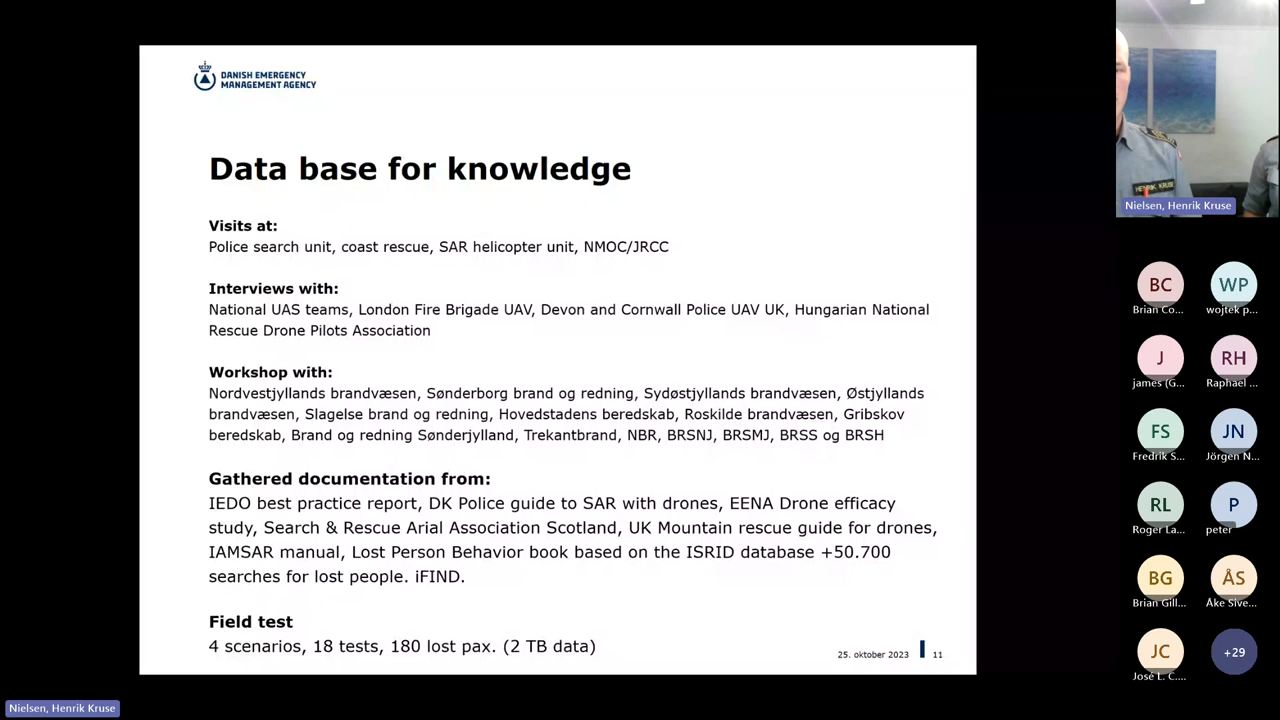 DANISH EMERGENCY
MANAGEMENT AGENCY
Data base for knowledge
Visits at:
Police search unit, coast rescue, SAR helicopter unit, NMOC/JRCC
Interviews with:
National UAS teams, London Fire Brigade UAV, Devon and Cornwall Police UAV UK, Hungarian National
Rescue Drone Pilots Association
Workshop with:
Nordvestjyllands brandvæsen, Sønderborg brand og redning, Sydøstjyllands brandvæsen, Østjyllands
brandvæsen, Slagelse brand og redning, Hovedstadens beredskab, Roskilde brandvæsen, Gribskov
beredskab, Brand og redning Sønderjylland, Trekantbrand, NBR, BRSNJ, BRSMJ, BRSS og BRSH
Gathered documentation from:
IEDO best practice report, DK Police guide to SAR with drones, EENA Drone efficacy
study, Search & Rescue Arial Association Scotland, UK Mountain rescue guide for drones,
IAMSAR manual, Lost Person Behavior book based on the ISRID database +50.700
searches for lost people. iFIND.
Field test
4 scenarios, 18 tests, 180 lost pax. (2 TB data)
25. oktober 2023 11
HENRIK KRUSE
Nielsen, Henrik Kruse
BC WP
Brian Co... wojtek p...
J RH
james (G... Raphael ...
FS JN
Fredrik S... Jörgen N...
RL P
Roger La... peter
BG ÅS
Brian Gill... Åke Sive...
JC +29
José L. C....
Nielsen, Henrik Kruse